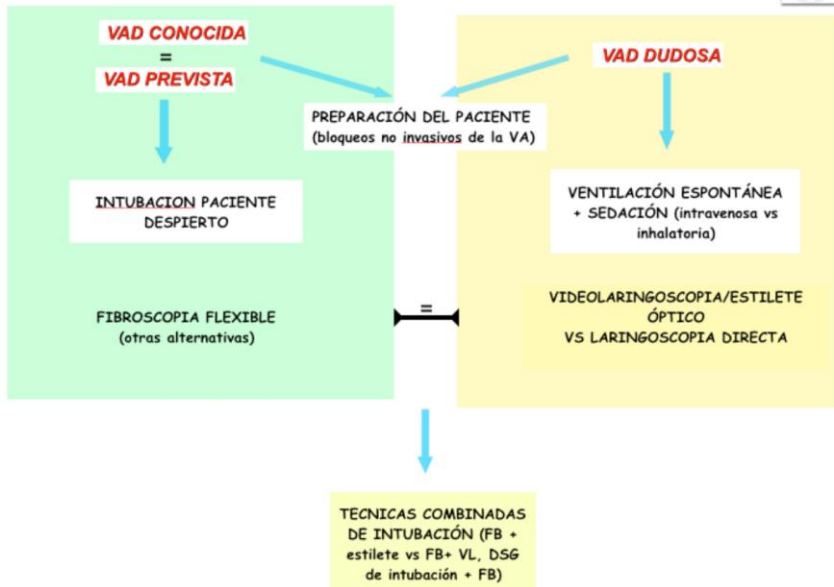 VAD CONOCIDA
=
VAD PREVISTA
VAD DUDOSA
PREPARACIÓN DEL PACIENTE
(bloqueos no invasivos de la VA)
INTUBACION PACIENTE
DESPIERTO
VENTILACIÓN ESPONTÁNEA
+ SEDACIÓN (intravenosa vs
inhalatoria)
FIBROSCOPIA FLEXIBLE
(otras alternativas)
=
VIDEOLARINGOSCOPIA/ESTILETE
ÓPTICO
VS LARINGOSCOPIA DIRECTA
TECNICAS COMBINADAS
DE INTUBACIÓN (FB +
estilete vs FB+ VL, DSG
de intubación + FB)